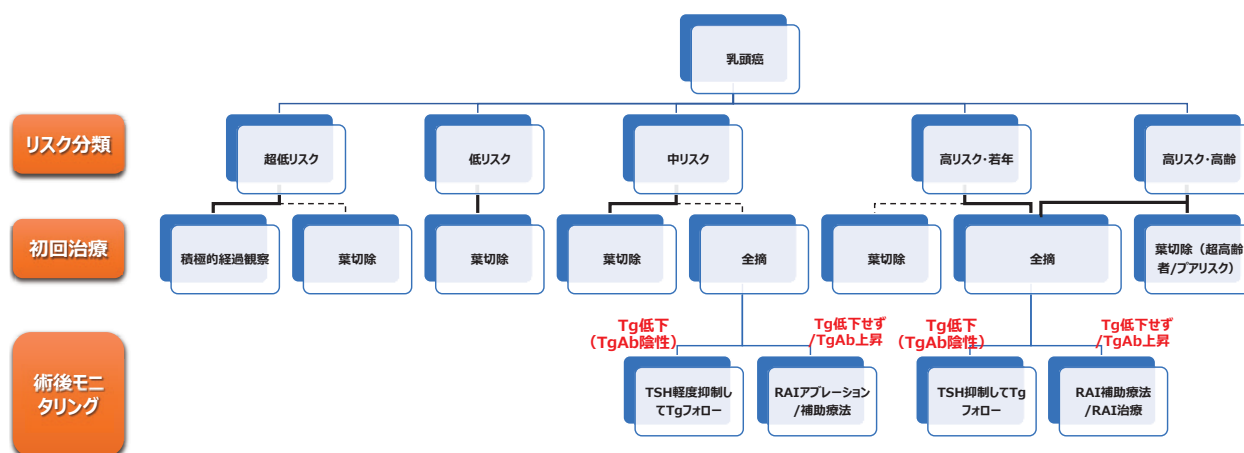 乳頭癌
リスク分類
超低リスク
低リスク
中リスク
高リスク・若年
高リスク・高齢
初回治療
積極的経過観察
葉切除
葉切除
葉切除
全摘
葉切除
全摘
葉切除（超高齢
者/プアリスク）
Tg低下
（TgAb陰性）
Tg低下せず
/TgAb上昇
Tg低下
（TgAb陰性）
Tg低下せず
/TgAb上昇
術後モニ
タリング
TSH軽度抑制し
てTgフォロー
RAIアブレーション
/補助療法
TSH抑制してTg
フォロー
RAI補助療法
/RAI治療